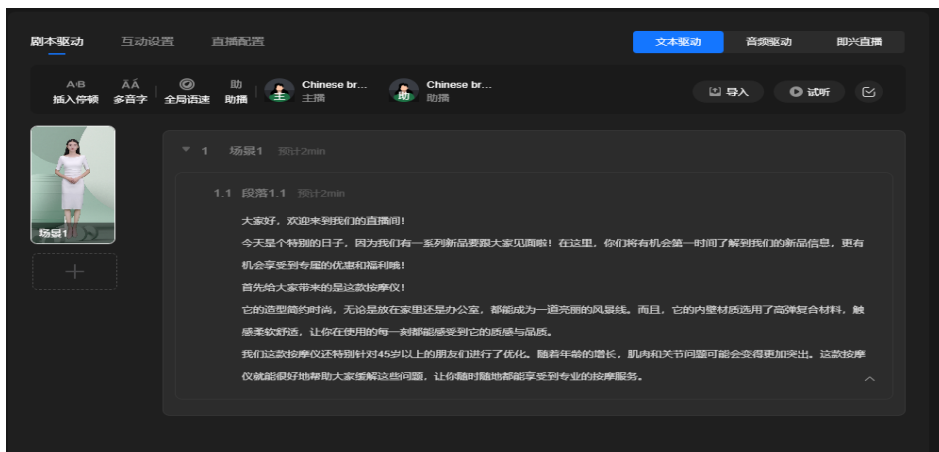 剧本驱动 互动设置 直播配置 文本驱动 音频驱动 即兴直播
A·B 插入停顿
ĀÁ 多音字
全局语速
助 助播
主 Chinese br... 主播
助 Chinese br... 助播
导入 试听
场景1
1 场景1 预计2min
1.1 段落1.1 预计2min
大家好，欢迎来到我们的直播间!
今天是个特别的日子，因为我们有一系列新品要跟大家见面啦！在这里，你们将有机会第一时间了解到我们的新品信息，更有
机会享受到专属的优惠和福利哦!
首先给大家带来的是这款按摩仪!
它的造型简约时尚，无论是放在家里还是办公室，都能成为一道亮丽的风景线。而且，它的内壁材质选用了高弹复合材料，触
感柔软舒适，让你在使用的每一刻都能感受到它的质感与品质。
我们这款按摩仪还特别针对45岁以上的朋友们进行了优化。随着年龄的增长，肌肉和关节问题可能会变得更加突出。这款按摩
仪就能很好地帮助大家缓解这些问题，让你随时随地都能享受到专业的按摩服务。